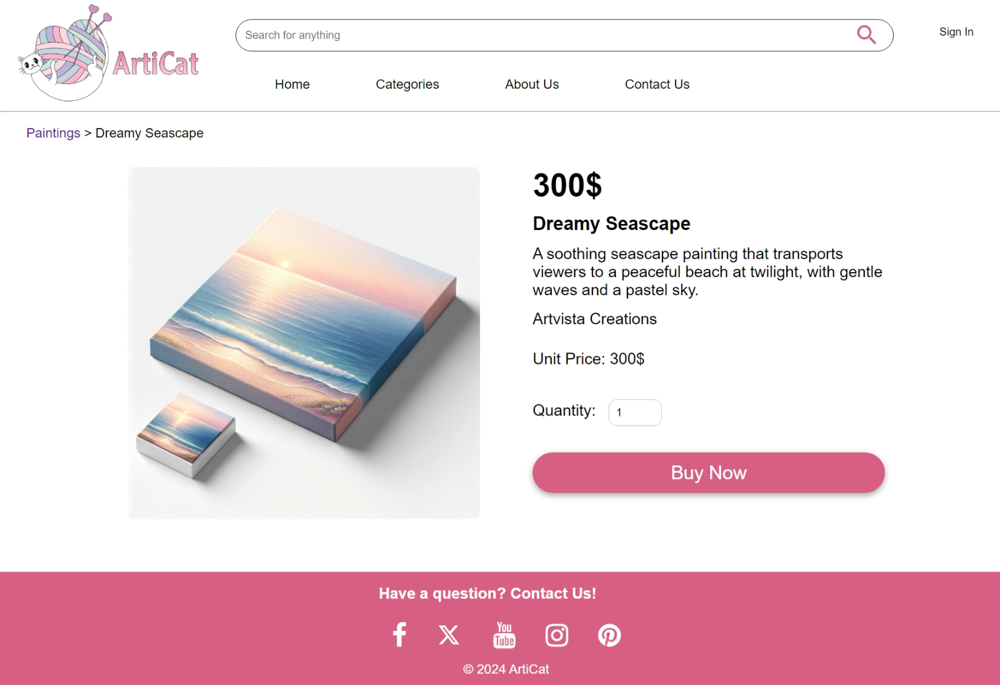 ArtiCat
Search for anything
Sign In
Home
Categories
About Us
Contact Us
Paintings > Dreamy Seascape
300$
Dreamy Seascape
A soothing seascape painting that transports
viewers to a peaceful beach at twilight, with gentle
waves and a pastel sky.
Artvista Creations
Unit Price: 300$
Quantity: 1
Buy Now
Have a question? Contact Us!
You
Tube
© 2024 ArtiCat